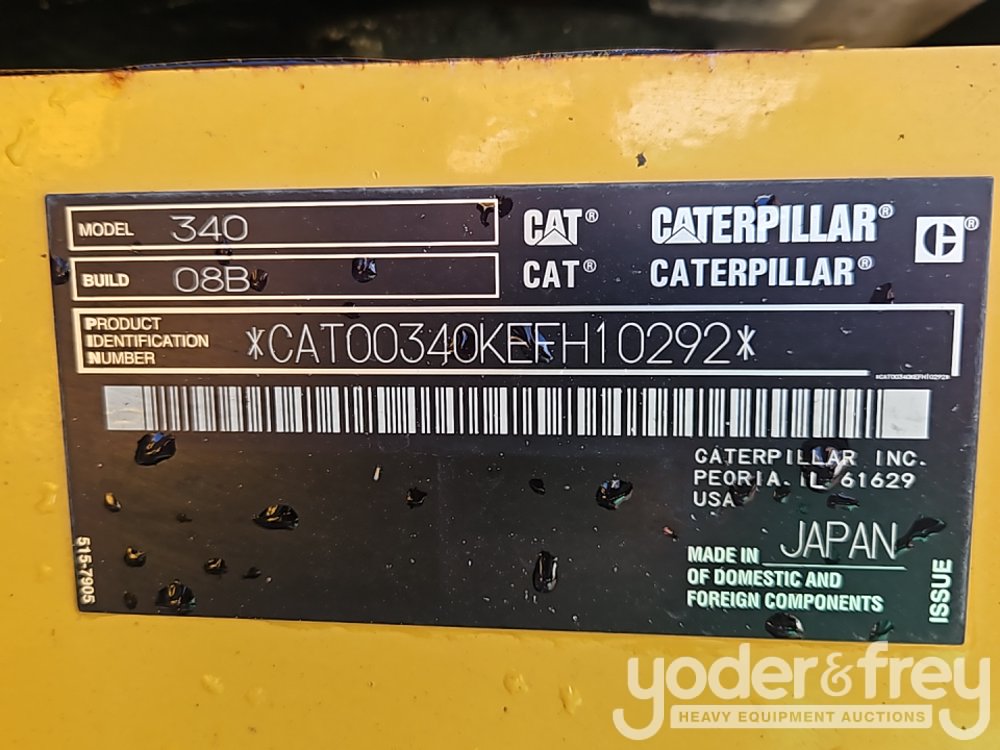 MODEL 340
BUILD 08B
CAT® CATERPILLAR®
CAT® CATERPILLAR®
PRODUCT
IDENTIFICATION
NUMBER
*CAT00340KEFH10292*
*CAT00340KEFH10292*
CATERPILLAR INC.
PEORIA. IL 61629
USA
MADE IN JAPAN
OF DOMESTIC AND
FOREIGN COMPONENTS
515-7905
ISSUE
yoder&frey
HEAVY EQUIPMENT AUCTIONS